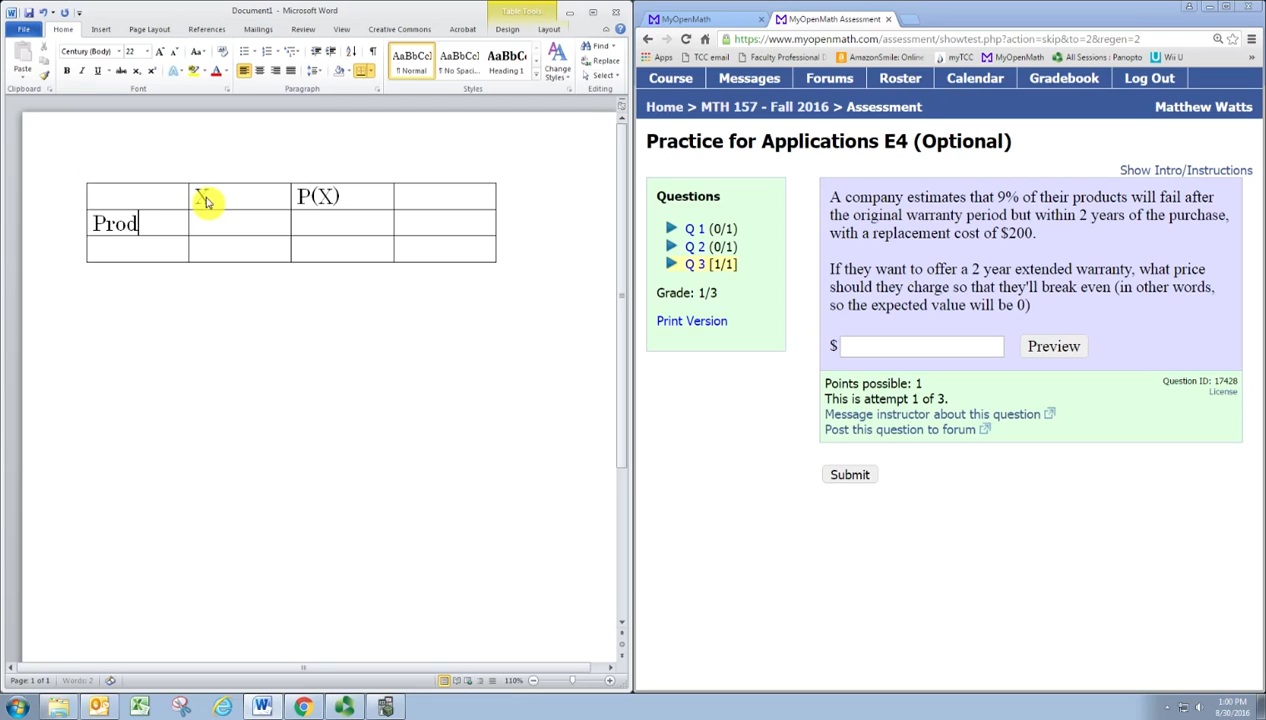 Document1 - Microsoft Word
Table Tools
File Home Insert Page Layout References Mailings Review View Creative Commons Acrobat Design Layout
Paste
Century (Body) 22
AaBbCcl AaBbCcl AaBbCc
¶ Normal ¶ No Spaci... Heading 1
Change Styles
Find
Replace
Select
Clipboard Font Paragraph Styles Editing
X P(X)
Prod
Page: 1 of 1 Words: 2 110%
MyOpenMath MyOpenMath Assessment
https://www.myopenmath.com/assessment/showtest.php?action=skip&to=2&regen=2
Apps TCC email Faculty Professional D AmazonSmile: Online myTCC MyOpenMath All Sessions : Panopto Wii U »
Course Messages Forums Roster Calendar Gradebook Log Out
Home > MTH 157 - Fall 2016 > Assessment Matthew Watts
Practice for Applications E4 (Optional)
Show Intro/Instructions
Questions
Q 1 (0/1)
Q 2 (0/1)
Q 3 [1/1]
Grade: 1/3
Print Version
A company estimates that 9% of their products will fail after
the original warranty period but within 2 years of the purchase,
with a replacement cost of $200.
If they want to offer a 2 year extended warranty, what price
should they charge so that they'll break even (in other words,
so the expected value will be 0)
$ Preview
Points possible: 1
This is attempt 1 of 3.
Message instructor about this question
Post this question to forum
Question ID: 17428
License
Submit
1:00 PM
8/30/2016